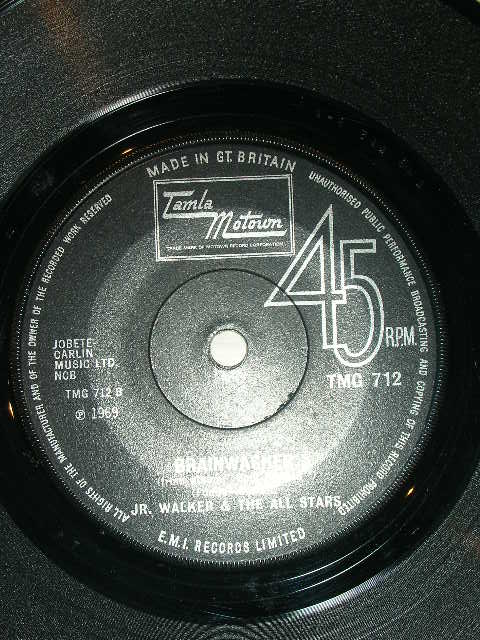 MADE IN GT. BRITAIN
UNAUTHORISED PUBLIC PERFORMANCE BROADCASTING AND COPYING OF THIS RECORD PROHIBITED
ALL RIGHTS OF THE MANUFACTURER AND OF THE OWNER OF THE RECORDED WORK RESERVED
Tamla
Motown
TRADE MARK OF MOTOWN RECORD CORPORATION
45
R.P.M.
TMG 712
JOBETE-
CARLIN
MUSIC LTD.
NCB
TMG 712 B
℗ 1969
JR. WALKER & THE ALL STARS
E.M.I. RECORDS LIMITED